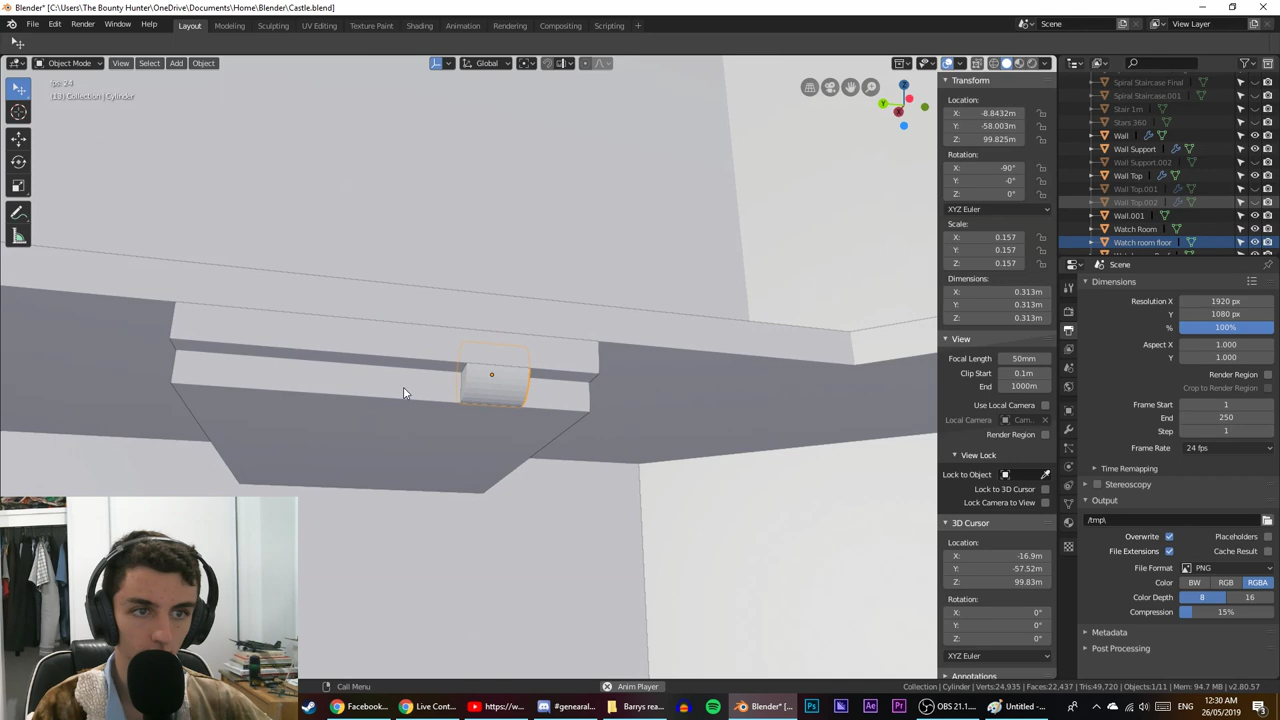 Blender* [C:\Users\The Bounty Hunter\OneDrive\Documents\Home\Blender\Castle.blend]
File Edit Render Window Help Layout Modeling Sculpting UV Editing Texture Paint Shading Animation Rendering Compositing Scripting + Scene View Layer
Object Mode View Select Add Object Global
fps: 24
(13) Collection | Cylinder
Transform
Location:
X: -8.8432m
Y: -58.003m
Z: 99.825m
Rotation:
X: -90°
Y: -0°
Z: 0°
XYZ Euler
Scale:
X: 0.157
Y: 0.157
Z: 0.157
Dimensions:
X: 0.313m
Y: 0.313m
Z: 0.313m
View
Focal Length 50mm
Clip Start 0.1m
End 1000m
Use Local Camera
Local Camera Cam..
Render Region
View Lock
Lock to Object
Lock to 3D Cursor
Lock Camera to View
3D Cursor
Location:
X: -16.9m
Y: -57.52m
Z: 99.83m
Rotation:
X: 0°
Y: 0°
Z: 0°
XYZ Euler
Annotations
Spiral Staircase Final
Spiral Staircase.001
Stair 1m
Stars 360
Wall
Wall Support
Wall Support.002
Wall Top
Wall Top.001
Wall Top.002
Wall.001
Watch Room
Watch room floor
Scene
Dimensions
Resolution X 1920 px
Y 1080 px
% 100%
Aspect X 1.000
Y 1.000
Render Region
Crop to Render Region
Frame Start 1
End 250
Step 1
Frame Rate 24 fps
Time Remapping
Stereoscopy
Output
/tmp\
Overwrite Placeholders
File Extensions Cache Result
File Format PNG
Color BW RGB RGBA
Color Depth 8 16
Compression 15%
Metadata
Post Processing
Call Menu Anim Player Collection | Cylinder | Verts:24,935 | Faces:22,437 | Tris:49,720 | Objects:1/11 | Mem: 94.7 MB | v2.80.57
Facebook... Live Cont... https://w... #genearal... Barrys rea... Blender* [... Ps Ae Pr OBS 21.1.... Untitled -... 12:30 AM
26/05/2019